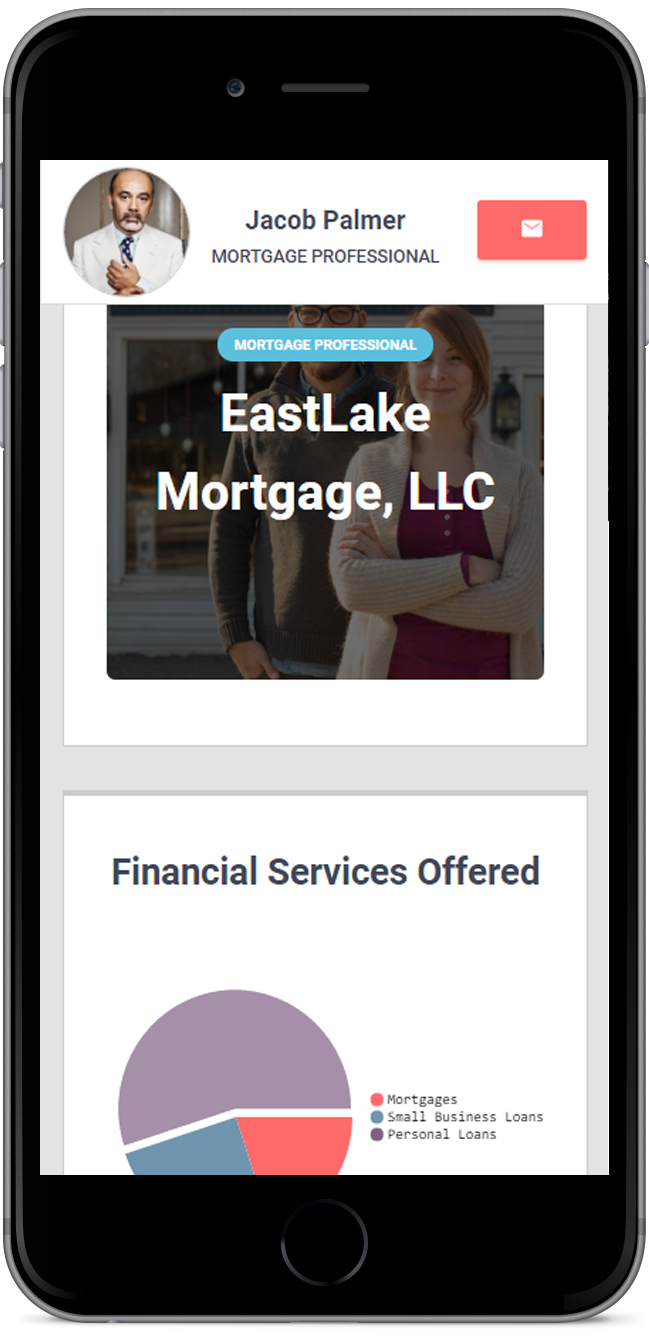 Jacob Palmer
MORTGAGE PROFESSIONAL
MORTGAGE PROFESSIONAL
EastLake
Mortgage, LLC
Financial Services Offered
Mortgages
Small Business Loans
Personal Loans